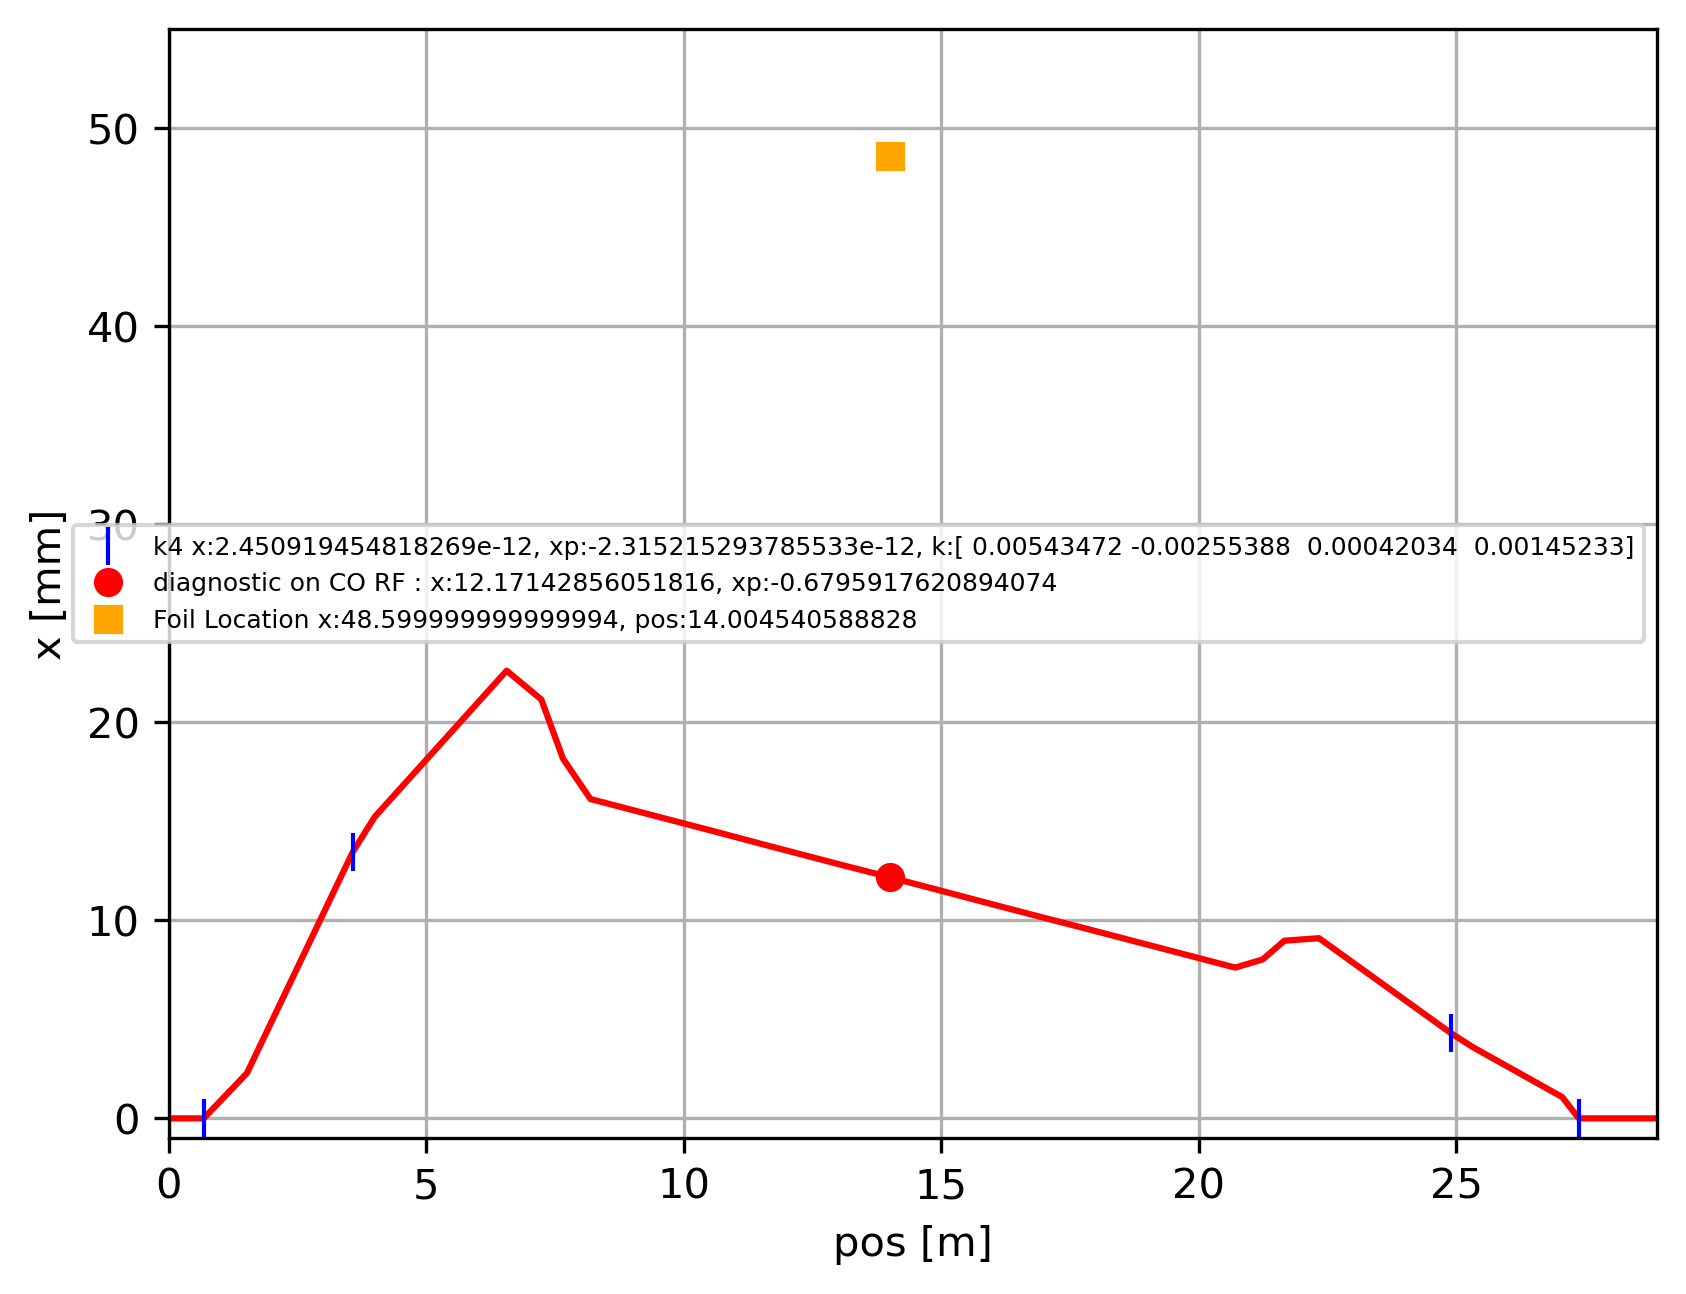 50
40
30
20
10
0
x [mm]
k4 x:2.450919454818269e-12, xp:-2.315215293785533e-12, k:[ 0.00543472 -0.00255388  0.00042034  0.00145233]
diagnostic on CO RF : x:12.17142856051816, xp:-0.6795917620894074
Foil Location x:48.599999999999994, pos:14.004540588828
0 5 10 15 20 25
pos [m]